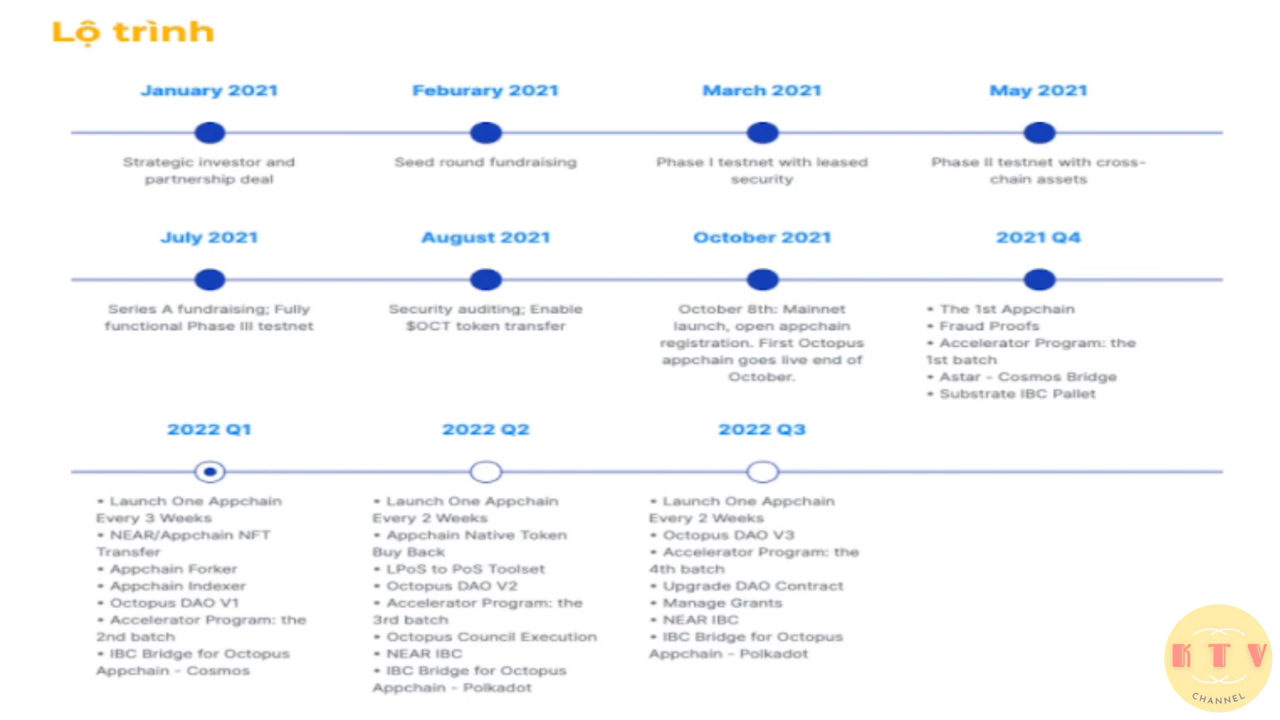 Lộ trình
January 2021
Feburary 2021
March 2021
May 2021
Strategic investor and
partnership deal
Seed round fundraising
Phase I testnet with leased
security
Phase II testnet with cross-
chain assets
July 2021
August 2021
October 2021
2021 Q4
Series A fundraising; Fully
functional Phase III testnet
Security auditing; Enable
$OCT token transfer
October 8th: Mainnet
launch, open appchain
registration. First Octopus
appchain goes live end of
October.
• The 1st Appchain
• Fraud Proofs
• Accelerator Program: the
1st batch
• Astar - Cosmos Bridge
• Substrate IBC Pallet
2022 Q1
2022 Q2
2022 Q3
• Launch One Appchain
Every 3 Weeks
• NEAR/Appchain NFT
Transfer
• Appchain Forker
• Appchain Indexer
• Octopus DAO V1
• Accelerator Program: the
2nd batch
• IBC Bridge for Octopus
Appchain - Cosmos
• Launch One Appchain
Every 2 Weeks
• Appchain Native Token
Buy Back
• LPoS to PoS Toolset
• Octopus DAO V2
• Accelerator Program: the
3rd batch
• Octopus Council Execution
• NEAR IBC
• IBC Bridge for Octopus
Appchain - Polkadot
• Launch One Appchain
Every 2 Weeks
• Octopus DAO V3
• Accelerator Program: the
4th batch
• Upgrade DAO Contract
• Manage Grants
• NEAR IBC
• IBC Bridge for Octopus
Appchain - Polkadot
KTV
CHANNEL